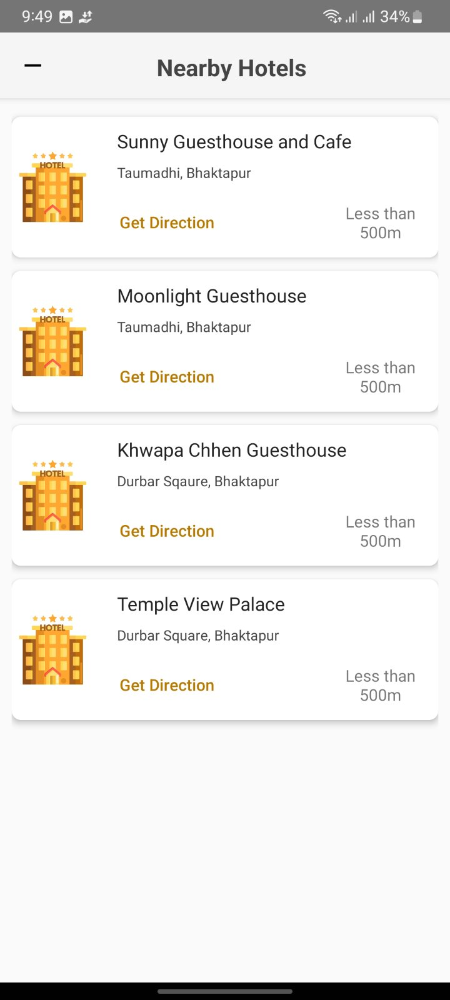 9:49
34%
Nearby Hotels
HOTEL
Sunny Guesthouse and Cafe
Taumadhi, Bhaktapur
Get Direction
Less than
500m
HOTEL
Moonlight Guesthouse
Taumadhi, Bhaktapur
Get Direction
Less than
500m
HOTEL
Khwapa Chhen Guesthouse
Durbar Sqaure, Bhaktapur
Get Direction
Less than
500m
HOTEL
Temple View Palace
Durbar Square, Bhaktapur
Get Direction
Less than
500m